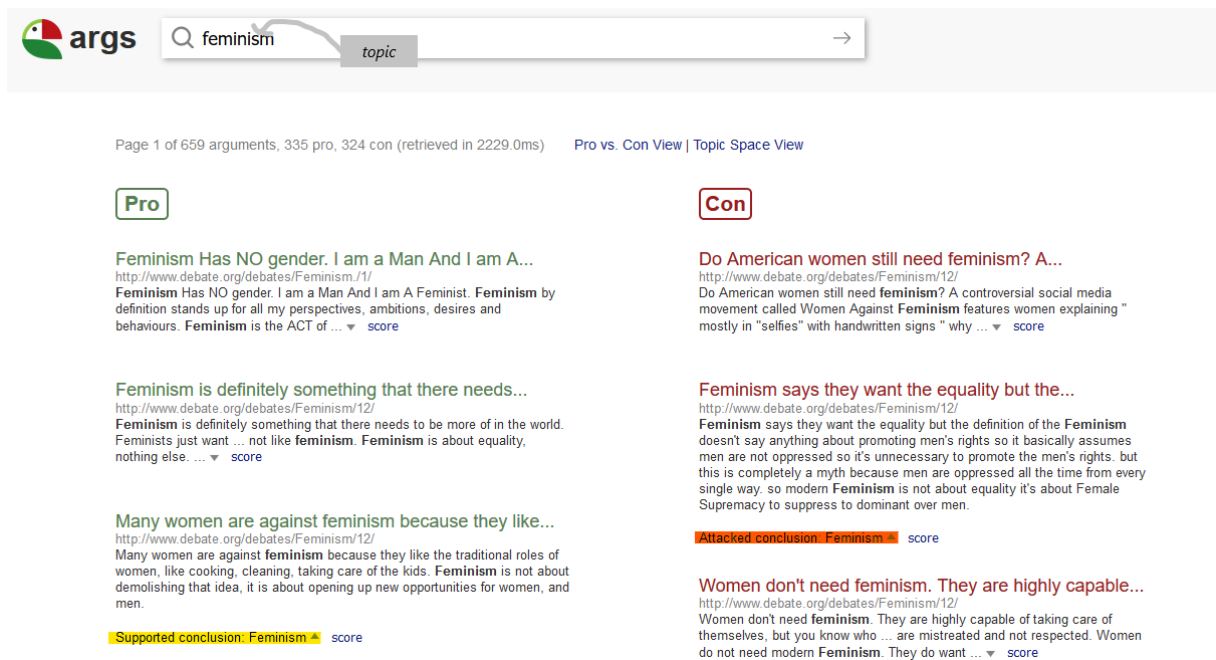 args
feminism
topic
Page 1 of 659 arguments, 335 pro, 324 con (retrieved in 2229.0ms) Pro vs. Con View | Topic Space View
Pro
Feminism Has NO gender. I am a Man And I am A...
http://www.debate.org/debates/Feminism./1/
Feminism Has NO gender. I am a Man And I am A Feminist. Feminism by
definition stands up for all my perspectives, ambitions, desires and
behaviours. Feminism is the ACT of ... ▼ score
Feminism is definitely something that there needs...
http://www.debate.org/debates/Feminism/12/
Feminism is definitely something that there needs to be more of in the world.
Feminists just want ... not like feminism. Feminism is about equality,
nothing else. ... ▼ score
Many women are against feminism because they like...
http://www.debate.org/debates/Feminism/12/
Many women are against feminism because they like the traditional roles of
women, like cooking, cleaning, taking care of the kids. Feminism is not about
demolishing that idea, it is about opening up new opportunities for women, and
men.
Supported conclusion: Feminism ▲ score
Con
Do American women still need feminism? A...
http://www.debate.org/debates/Feminism/12/
Do American women still need feminism? A controversial social media
movement called Women Against Feminism features women explaining "
mostly in "selfies" with handwritten signs " why ... ▼ score
Feminism says they want the equality but the...
http://www.debate.org/debates/Feminism/12/
Feminism says they want the equality but the definition of the Feminism
doesn't say anything about promoting men's rights so it basically assumes
men are not oppressed so it's unnecessary to promote the men's rights. but
this is completely a myth because men are oppressed all the time from every
single way. so modern Feminism is not about equality it's about Female
Supremacy to suppress to dominant over men.
Attacked conclusion: Feminism ▲ score
Women don't need feminism. They are highly capable...
http://www.debate.org/debates/Feminism/12/
Women don't need feminism. They are highly capable of taking care of
themselves, but you know who ... are mistreated and not respected. Women
do not need modern Feminism. They do want ... ▼ score